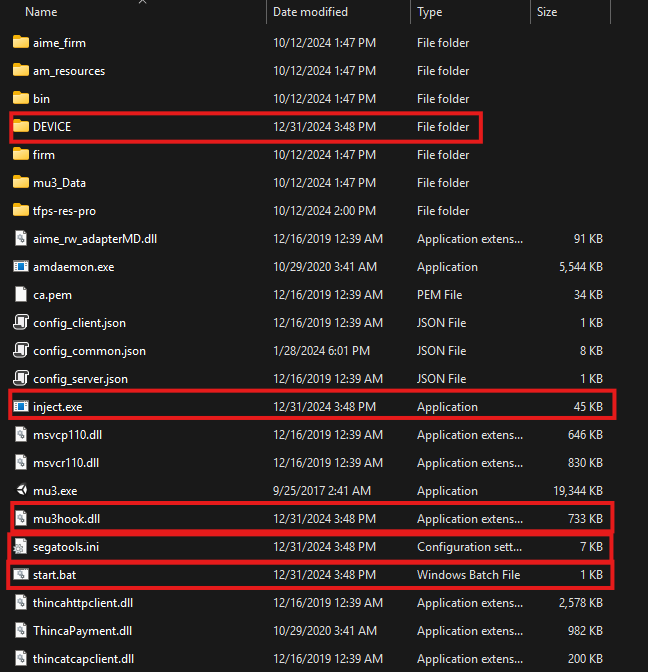 Name Date modified Type Size
aime_firm 10/12/2024 1:47 PM File folder
am_resources 10/12/2024 1:47 PM File folder
bin 10/12/2024 1:47 PM File folder
DEVICE 12/31/2024 3:48 PM File folder
firm 10/12/2024 1:47 PM File folder
mu3_Data 10/12/2024 1:47 PM File folder
tfps-res-pro 10/12/2024 2:00 PM File folder
aime_rw_adapterMD.dll 12/16/2019 12:39 AM Application extens... 91 KB
amdaemon.exe 10/29/2020 3:41 AM Application 5,544 KB
ca.pem 12/16/2019 12:39 AM PEM File 34 KB
config_client.json 12/16/2019 12:39 AM JSON File 1 KB
config_common.json 1/28/2024 6:01 PM JSON File 8 KB
config_server.json 12/16/2019 12:39 AM JSON File 1 KB
inject.exe 12/31/2024 3:48 PM Application 45 KB
msvcp110.dll 12/16/2019 12:39 AM Application extens... 646 KB
msvcr110.dll 12/16/2019 12:39 AM Application extens... 830 KB
mu3.exe 9/25/2017 2:41 AM Application 19,344 KB
mu3hook.dll 12/31/2024 3:48 PM Application extens... 733 KB
segatools.ini 12/31/2024 3:48 PM Configuration sett... 7 KB
start.bat 12/31/2024 3:48 PM Windows Batch File 1 KB
thincahttpclient.dll 12/16/2019 12:39 AM Application extens... 2,578 KB
ThincaPayment.dll 10/29/2020 3:41 AM Application extens... 982 KB
thincatcapclient.dll 12/16/2019 12:39 AM Application extens... 200 KB